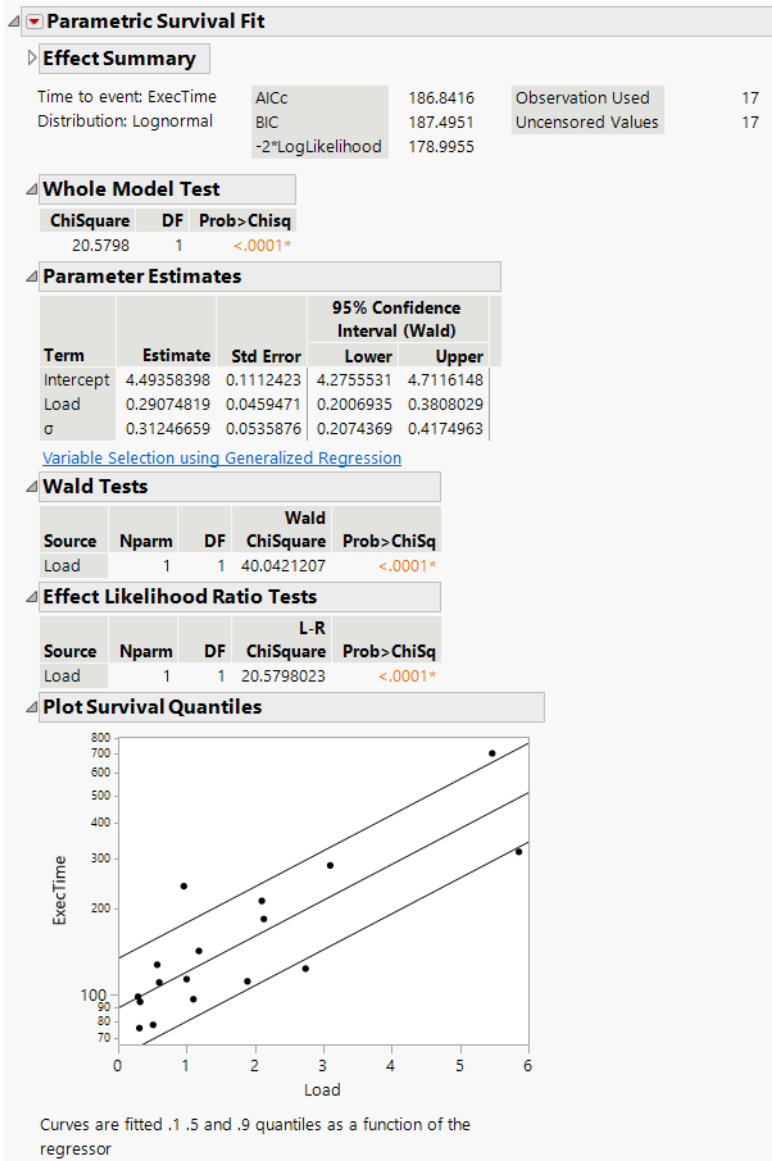 Parametric Survival Fit
Effect Summary
Time to event: ExecTime AICc 186.8416 Observation Used 17
Distribution: Lognormal BIC 187.4951 Uncensored Values 17
-2*LogLikelihood 178.9955
Whole Model Test
ChiSquare DF Prob>Chisq
20.5798 1 <.0001*
Parameter Estimates
95% Confidence
Interval (Wald)
Term Estimate Std Error Lower Upper
Intercept 4.49358398 0.1112423 4.2755531 4.7116148
Load 0.29074819 0.0459471 0.2006935 0.3808029
σ 0.31246659 0.0535876 0.2074369 0.4174963
Variable Selection using Generalized Regression
Wald Tests
Wald
Source Nparm DF ChiSquare Prob>ChiSq
Load 1 1 40.0421207 <.0001*
Effect Likelihood Ratio Tests
L-R
Source Nparm DF ChiSquare Prob>ChiSq
Load 1 1 20.5798023 <.0001*
Plot Survival Quantiles
800
700
600
500
400
300
200
100
90
80
70
ExecTime
0 1 2 3 4 5 6
Load
Curves are fitted .1 .5 and .9 quantiles as a function of the
regressor